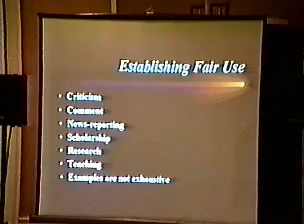 Establishing Fair Use
• Criticism
• Comment
• News-reporting
• Scholarship
• Research
• Teaching
• Examples are not exhaustive